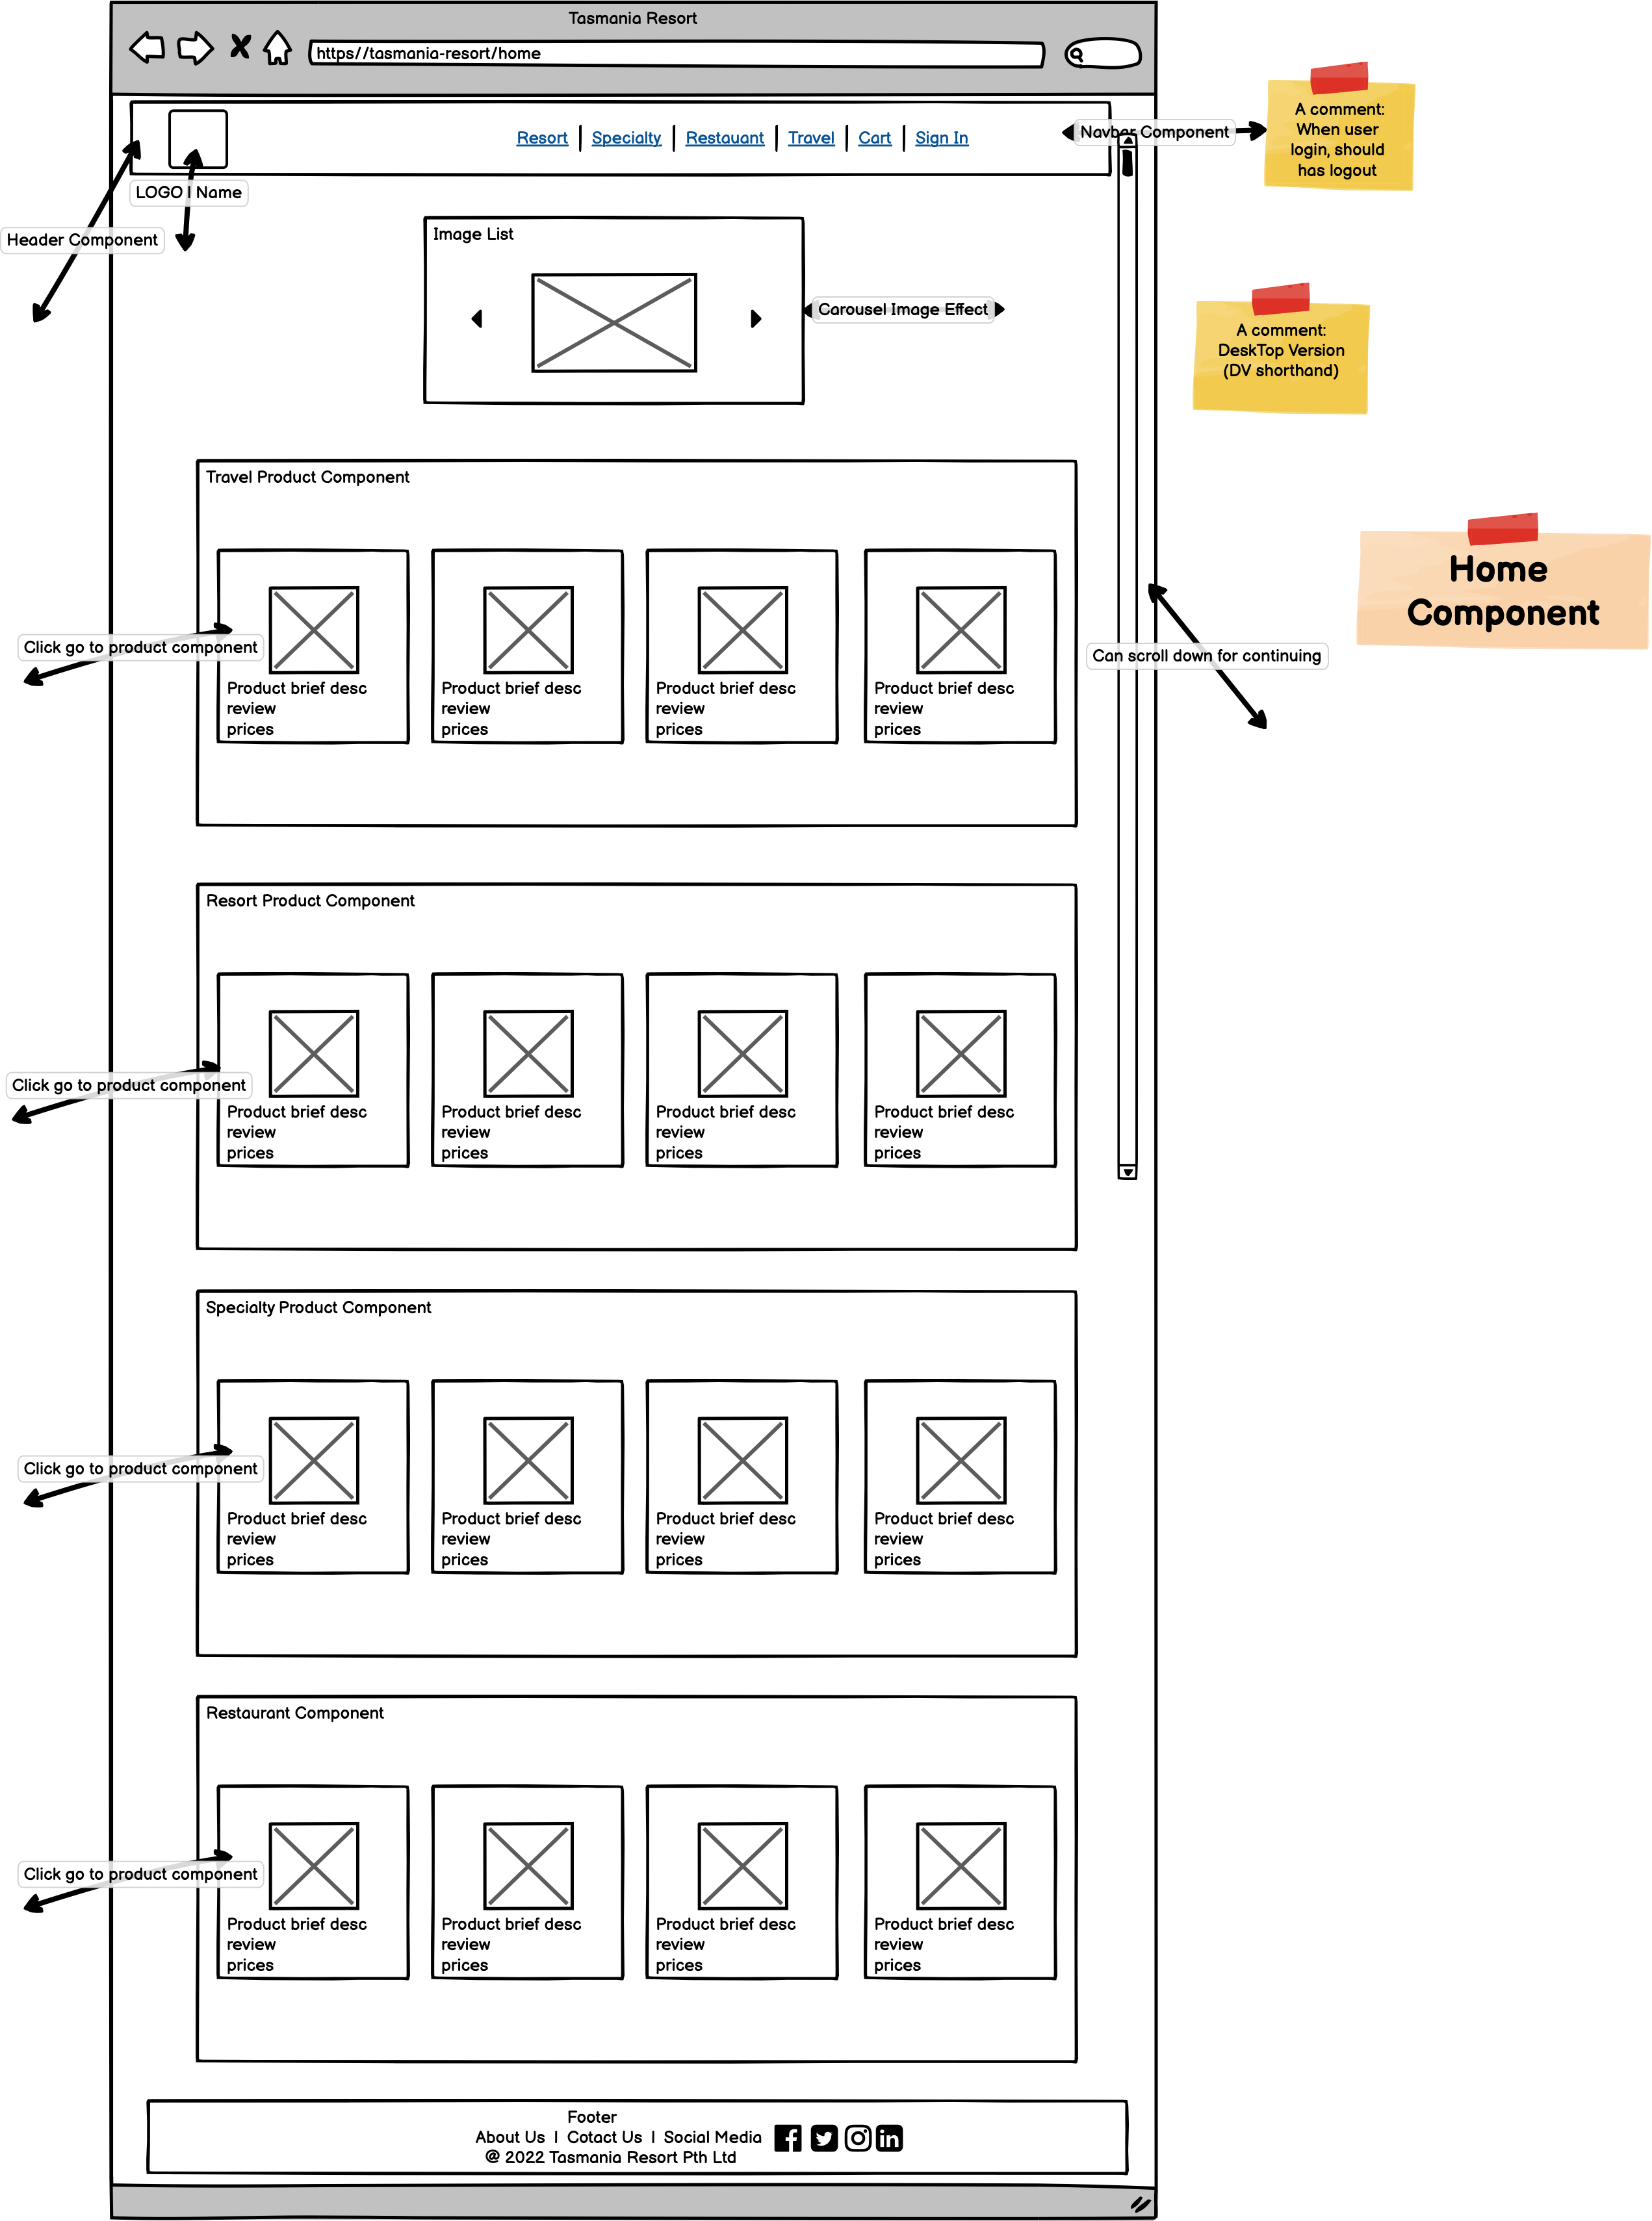 Tasmania Resort
https//tasmania-resort/home
Resort | Specialty | Restauant | Travel | Cart | Sign In
Navbar Component
A comment:
When user
login, should
has logout
LOGO | Name
Header Component
Image List
Carousel Image Effect
A comment:
DeskTop Version
(DV shorthand)
Home
Component
Travel Product Component
Click go to product component
Can scroll down for continuing
Product brief desc
review
prices
Product brief desc
review
prices
Product brief desc
review
prices
Product brief desc
review
prices
Resort Product Component
Click go to product component
Product brief desc
review
prices
Product brief desc
review
prices
Product brief desc
review
prices
Product brief desc
review
prices
Specialty Product Component
Click go to product component
Product brief desc
review
prices
Product brief desc
review
prices
Product brief desc
review
prices
Product brief desc
review
prices
Restaurant Component
Click go to product component
Product brief desc
review
prices
Product brief desc
review
prices
Product brief desc
review
prices
Product brief desc
review
prices
Footer
About Us | Cotact Us | Social Media
@ 2022 Tasmania Resort Pth Ltd